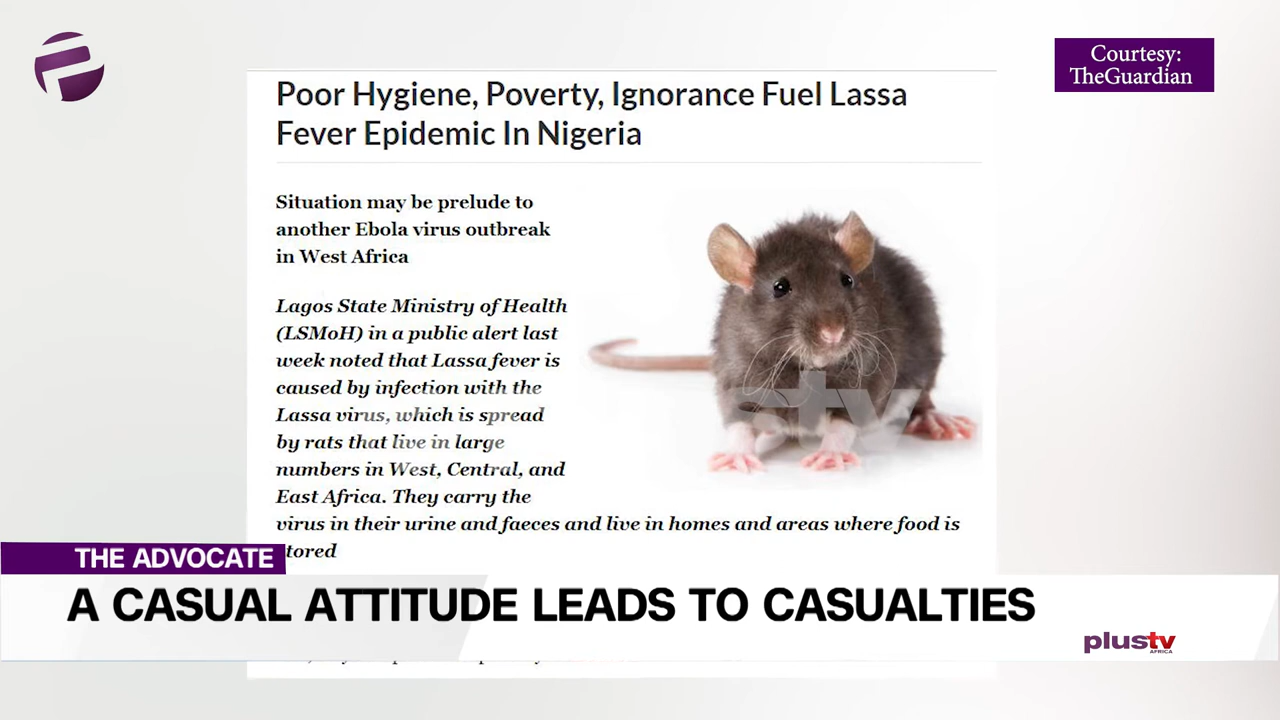 Courtesy:
TheGuardian
Poor Hygiene, Poverty, Ignorance Fuel Lassa
Fever Epidemic In Nigeria
Situation may be prelude to
another Ebola virus outbreak
in West Africa
Lagos State Ministry of Health
(LSMoH) in a public alert last
week noted that Lassa fever is
caused by infection with the
Lassa virus, which is spread
by rats that live in large
numbers in West, Central, and
East Africa. They carry the
virus in their urine and faeces and live in homes and areas where food is
tored
THE ADVOCATE
A CASUAL ATTITUDE LEADS TO CASUALTIES
plustv
AFRICA